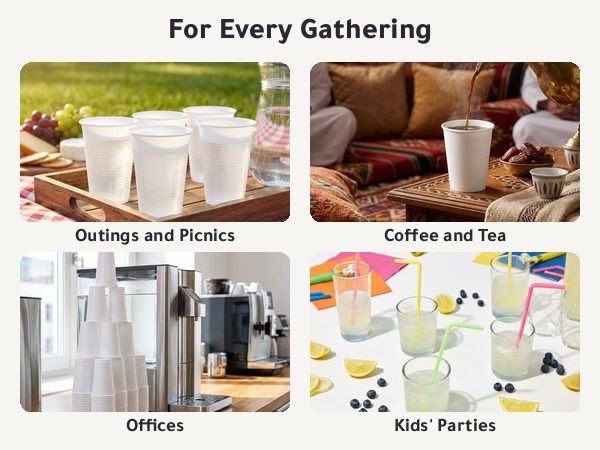 For Every Gathering
Outings and Picnics
Coffee and Tea
Offices
Kids' Parties